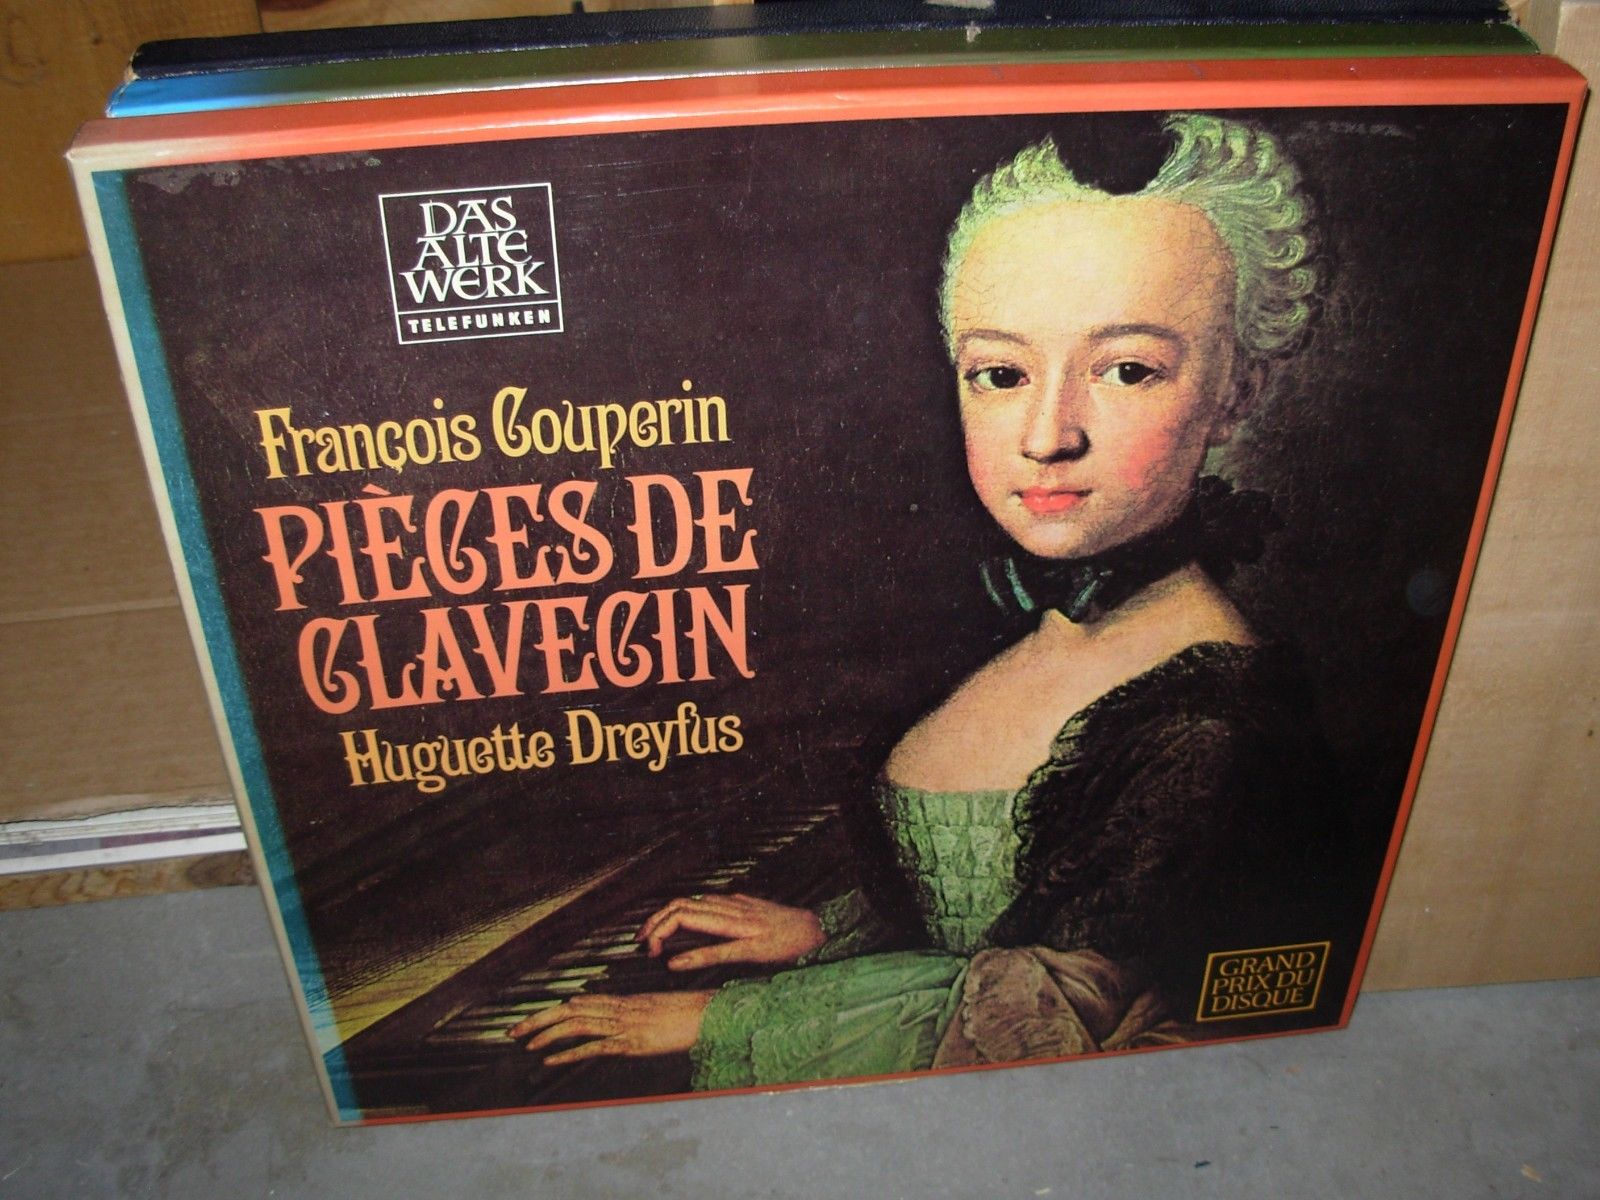 DAS
ALTE
WERK
TELEFUNKEN
François Couperin
PIÈCES DE
CLAVECIN
Huguette Dreyfus
GRAND
PRIX DU
DISQUE